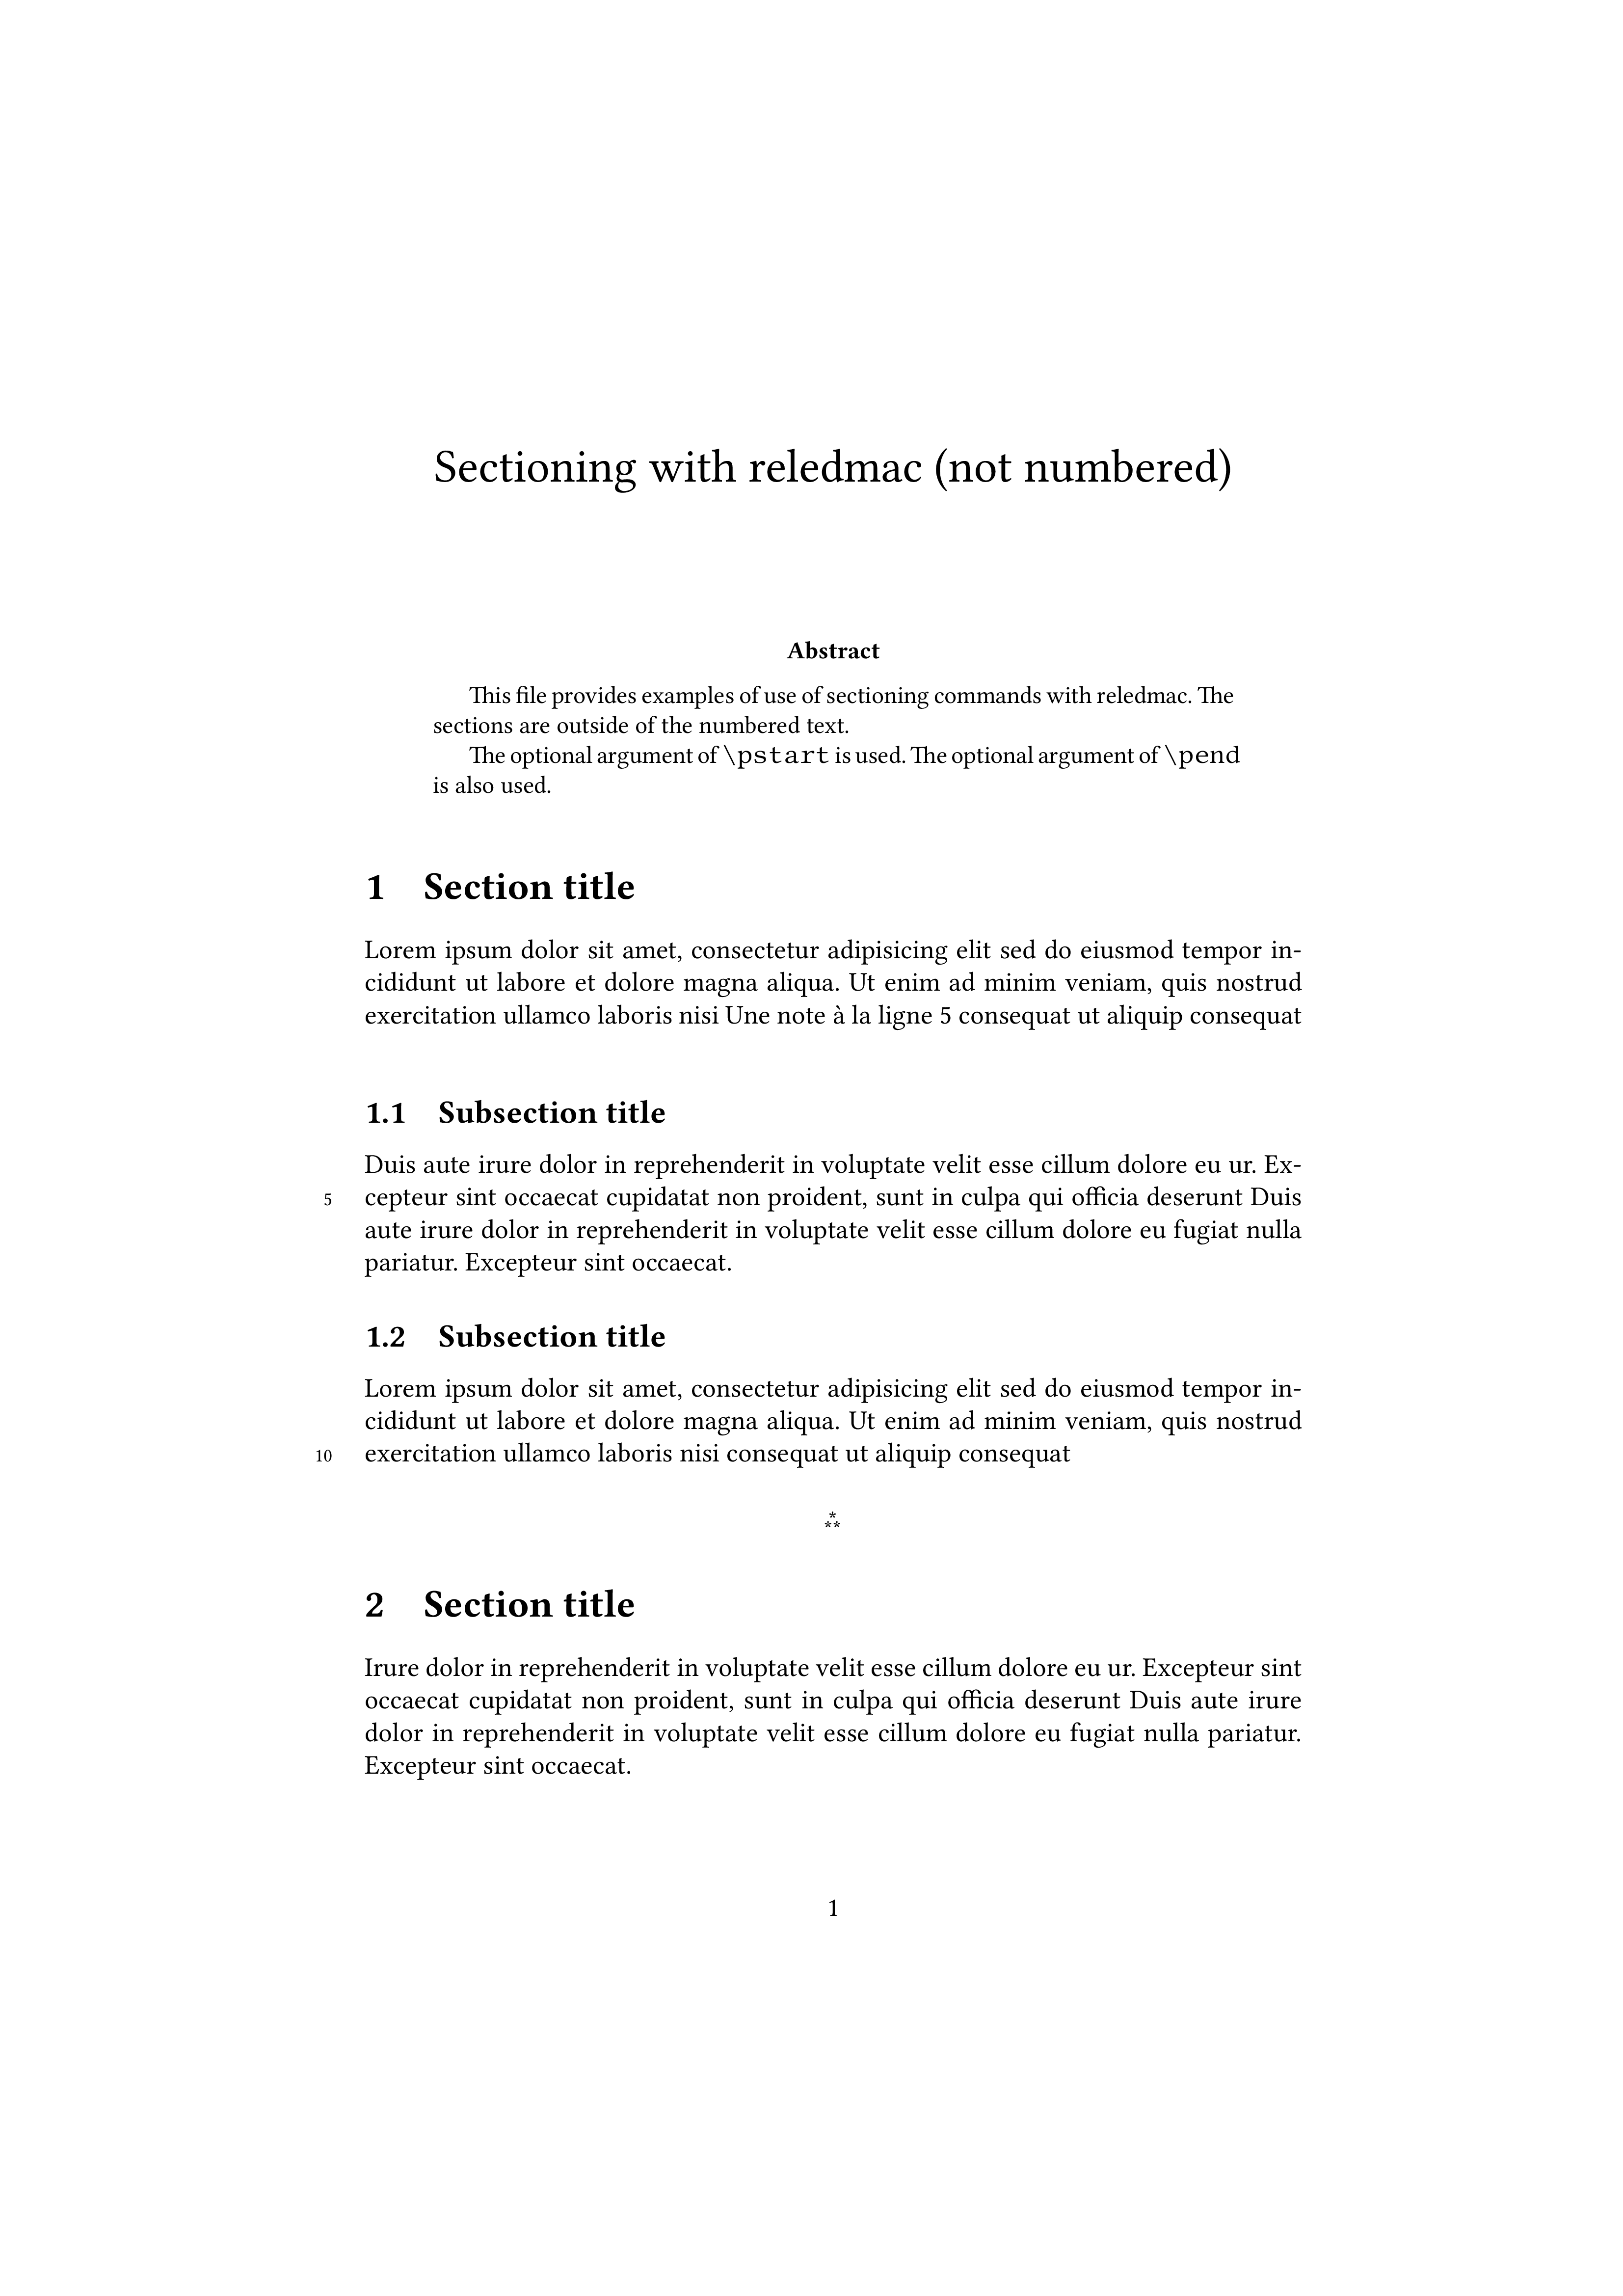 Sectioning with reledmac (not numbered)
Abstract
This file provides examples of use of sectioning commands with reledmac. The
sections are outside of the numbered text.
The optional argument of \pstart is used. The optional argument of \pend
is also used.
1 Section title
Lorem ipsum dolor sit amet, consectetur adipisicing elit sed do eiusmod tempor in-
cididunt ut labore et dolore magna aliqua. Ut enim ad minim veniam, quis nostrud
exercitation ullamco laboris nisi Une note à la ligne 5 consequat ut aliquip consequat
1.1 Subsection title
Duis aute irure dolor in reprehenderit in voluptate velit esse cillum dolore eu ur. Ex-
5 cepteur sint occaecat cupidatat non proident, sunt in culpa qui officia deserunt Duis
aute irure dolor in reprehenderit in voluptate velit esse cillum dolore eu fugiat nulla
pariatur. Excepteur sint occaecat.
1.2 Subsection title
Lorem ipsum dolor sit amet, consectetur adipisicing elit sed do eiusmod tempor in-
cididunt ut labore et dolore magna aliqua. Ut enim ad minim veniam, quis nostrud
10 exercitation ullamco laboris nisi consequat ut aliquip consequat
⁂
2 Section title
Irure dolor in reprehenderit in voluptate velit esse cillum dolore eu ur. Excepteur sint
occaecat cupidatat non proident, sunt in culpa qui officia deserunt Duis aute irure
dolor in reprehenderit in voluptate velit esse cillum dolore eu fugiat nulla pariatur.
Excepteur sint occaecat.
1